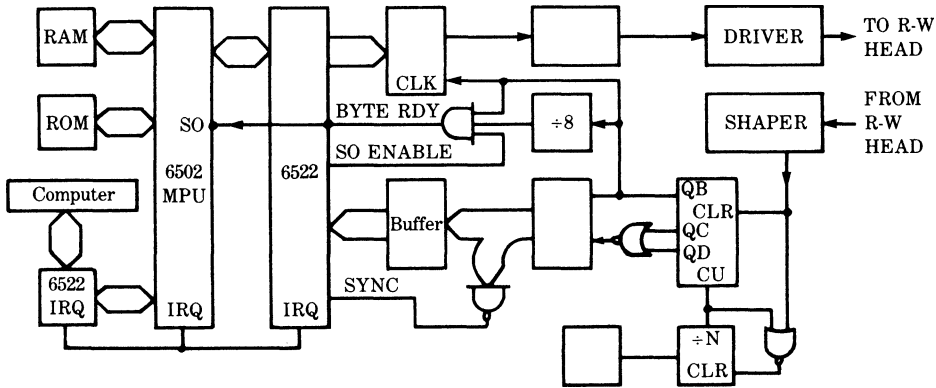 RAM
DRIVER
TO R-W
HEAD
CLK
ROM
SO
BYTE RDY
÷8
SHAPER
FROM
R-W
HEAD
SO ENABLE
6502
MPU
6522
Computer
Buffer
QB
CLR
QC
QD
CU
6522
IRQ
IRQ
IRQ
SYNC
÷N
CLR